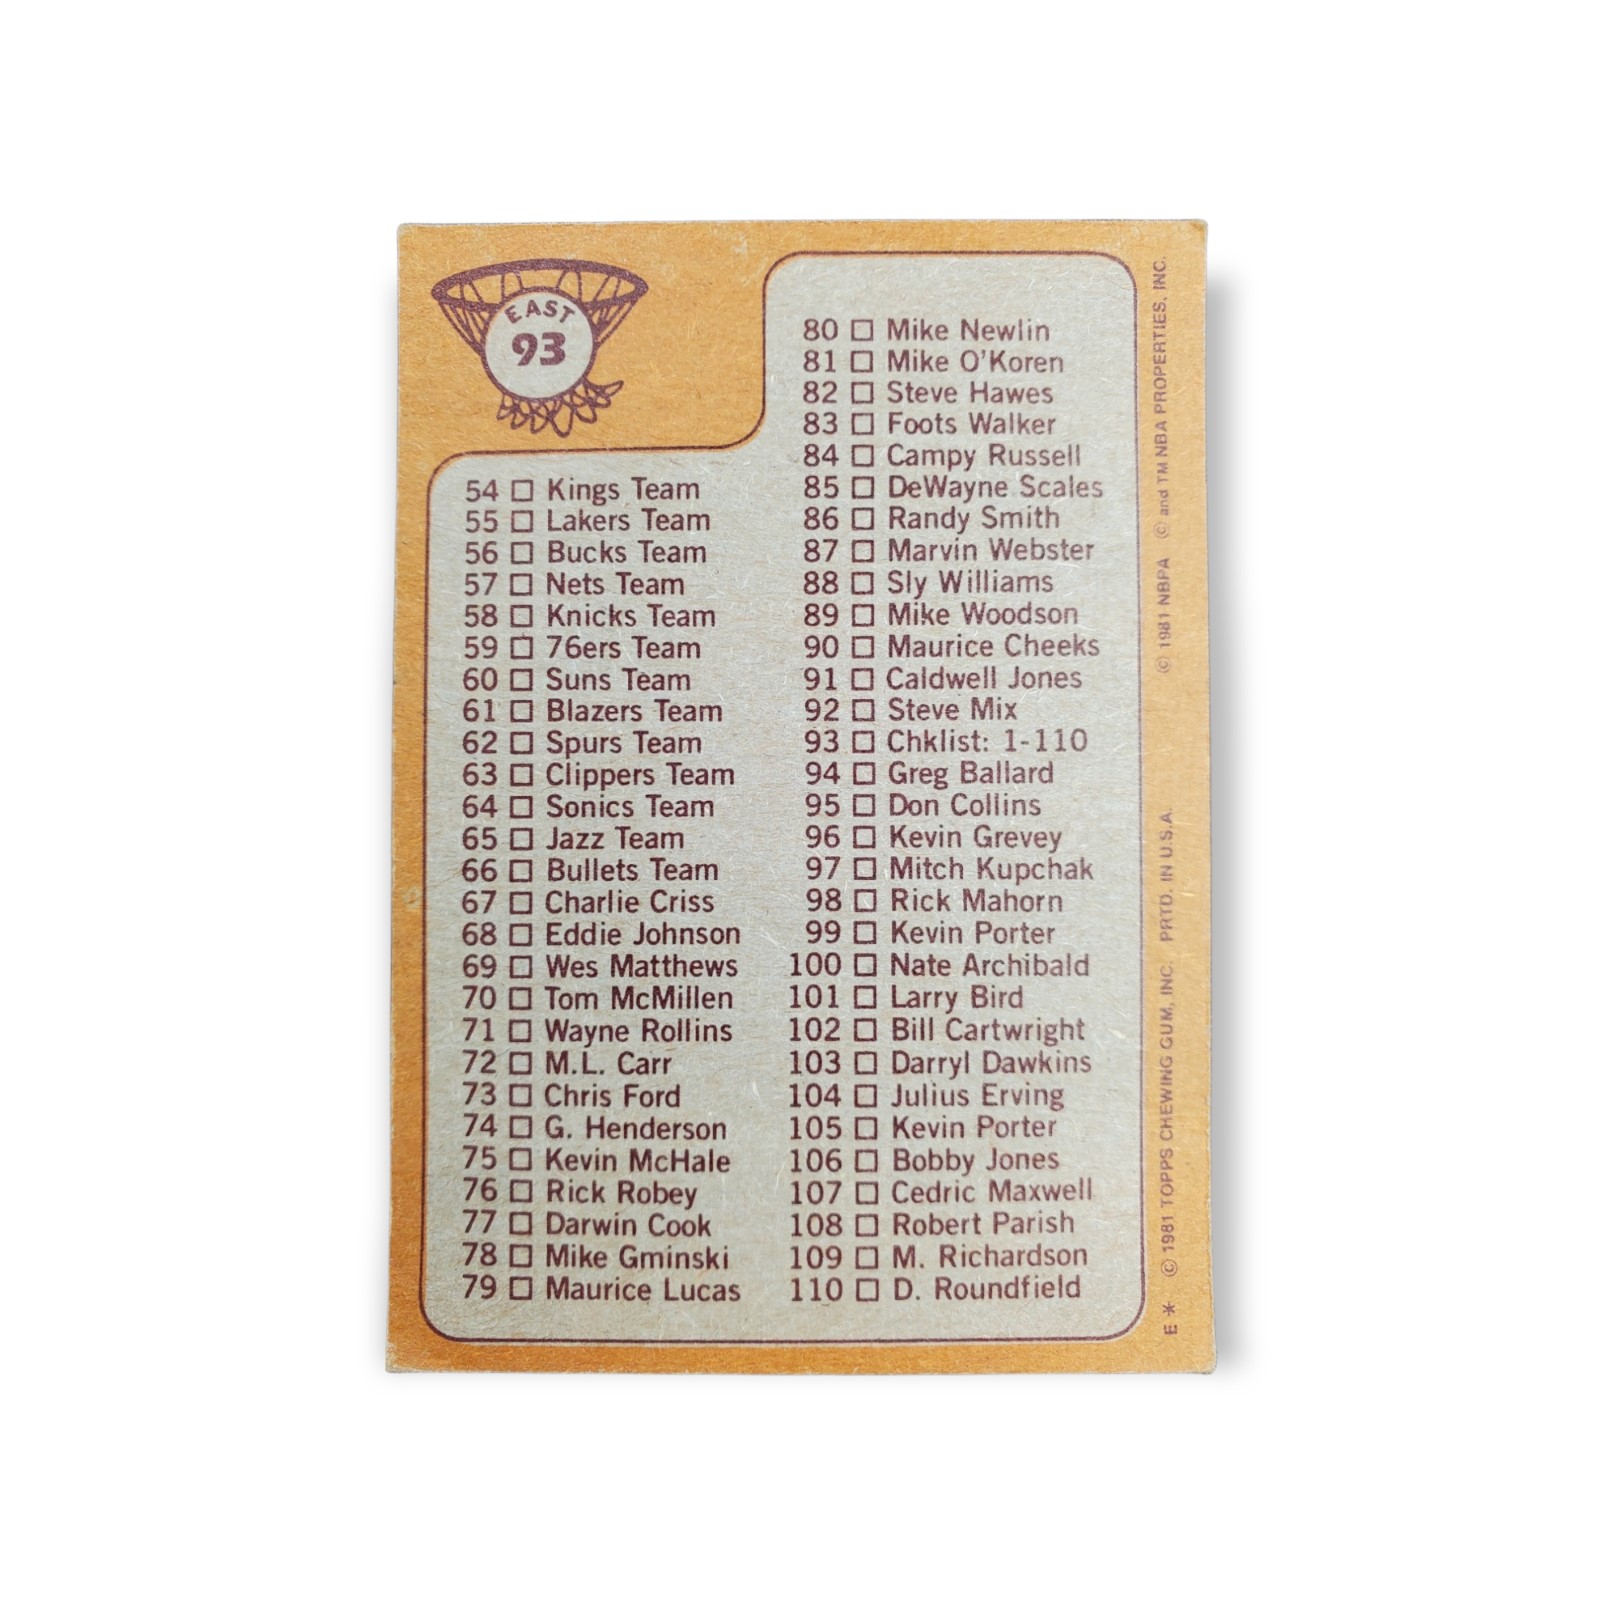 EAST
93
54 □ Kings Team
55 □ Lakers Team
56 □ Bucks Team
57 □ Nets Team
58 □ Knicks Team
59 □ 76ers Team
60 □ Suns Team
61 □ Blazers Team
62 □ Spurs Team
63 □ Clippers Team
64 □ Sonics Team
65 □ Jazz Team
66 □ Bullets Team
67 □ Charlie Criss
68 □ Eddie Johnson
69 □ Wes Matthews
70 □ Tom McMillen
71 □ Wayne Rollins
72 □ M.L. Carr
73 □ Chris Ford
74 □ G. Henderson
75 □ Kevin McHale
76 □ Rick Robey
77 □ Darwin Cook
78 □ Mike Gminski
79 □ Maurice Lucas
80 □ Mike Newlin
81 □ Mike O'Koren
82 □ Steve Hawes
83 □ Foots Walker
84 □ Campy Russell
85 □ DeWayne Scales
86 □ Randy Smith
87 □ Marvin Webster
88 □ Sly Williams
89 □ Mike Woodson
90 □ Maurice Cheeks
91 □ Caldwell Jones
92 □ Steve Mix
93 □ Chklist: 1-110
94 □ Greg Ballard
95 □ Don Collins
96 □ Kevin Grevey
97 □ Mitch Kupchak
98 □ Rick Mahorn
99 □ Kevin Porter
100 □ Nate Archibald
101 □ Larry Bird
102 □ Bill Cartwright
103 □ Darryl Dawkins
104 □ Julius Erving
105 □ Kevin Porter
106 □ Bobby Jones
107 □ Cedric Maxwell
108 □ Robert Parish
109 □ M. Richardson
110 □ D. Roundfield
E * © 1981 TOPPS CHEWING GUM, INC. PRTD. IN U.S.A. © 1981 NBPA © and TM NBA PROPERTIES, INC.